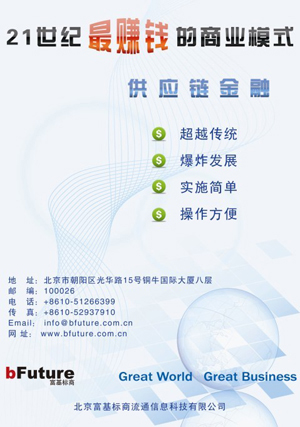 21世纪最赚钱的商业模式
供应链金融
超越传统
爆炸发展
实施简单
操作方便
地 址：北京市朝阳区光华路15号铜牛国际大厦八层
邮 编：100026
电 话：+8610-51266399
传 真：+8610-52937910
Email： info@bfuture.com.cn
网 址：www.bfuture.com.cn
bFuture
富基标商
Great World Great Business
北京富基标商流通信息科技有限公司